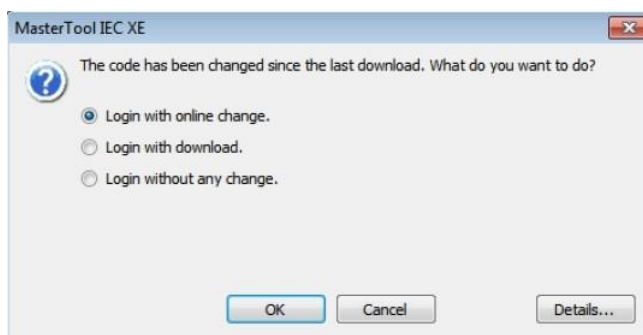 MasterTool IEC XE
The code has been changed since the last download. What do you want to do?
Login with online change.
Login with download.
Login without any change.
OK Cancel Details...